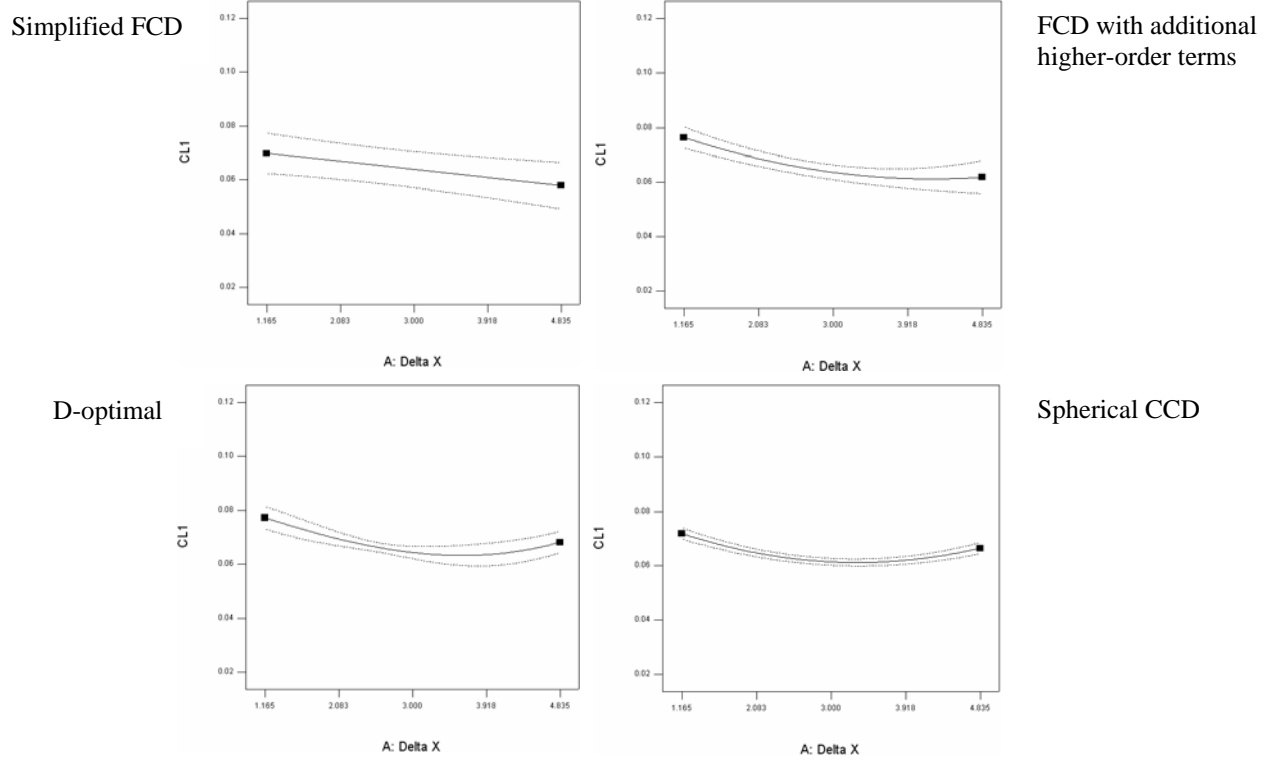 Simplified FCD
0.12
0.10
0.08
0.06
0.04
0.02
CL1
1.165 2.083 3.000 3.918 4.835
A: Delta X
FCD with additional
higher-order terms
0.12
0.10
0.08
0.06
0.04
0.02
CL1
1.165 2.083 3.000 3.918 4.835
A: Delta X
D-optimal
0.12
0.10
0.08
0.06
0.04
0.02
CL1
1.165 2.083 3.000 3.918 4.835
A: Delta X
Spherical CCD
0.12
0.10
0.08
0.06
0.04
0.02
CL1
1.165 2.083 3.000 3.918 4.835
A: Delta X